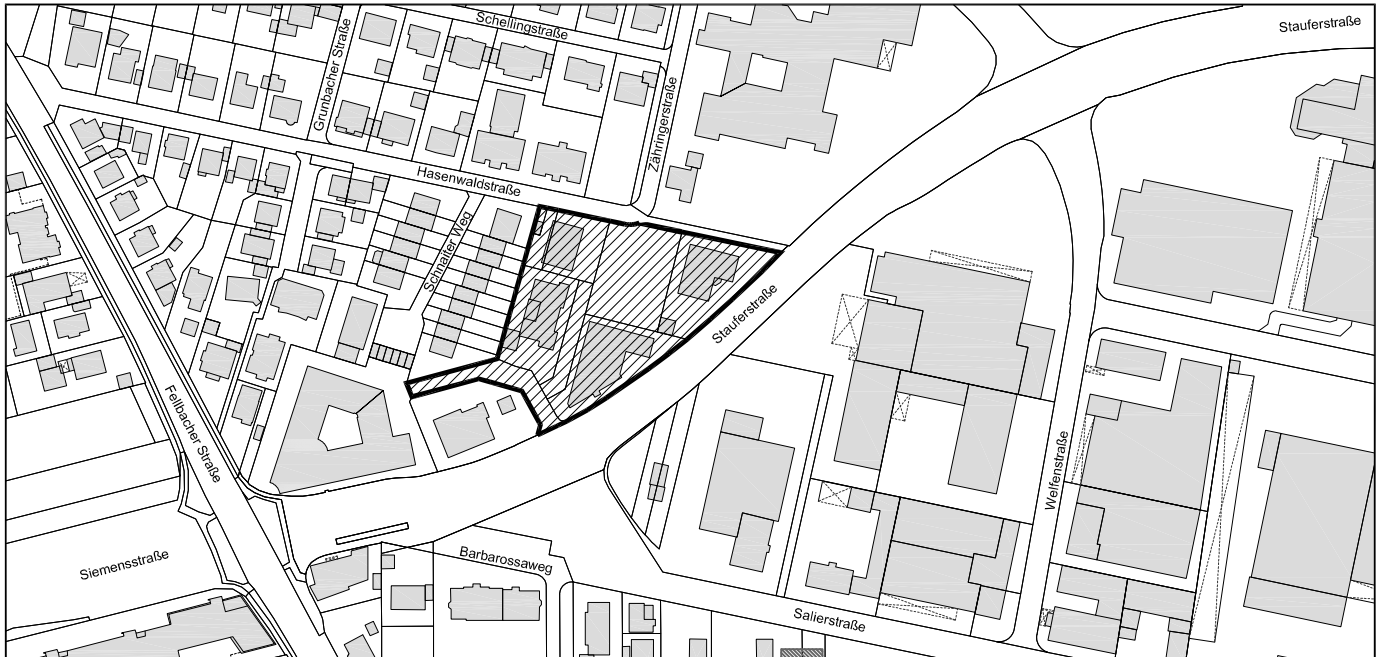 Schellingstraße
Stauferstraße
Grunbacher Straße
Zähringerstraße
Hasenwaldstraße
Schnaiter Weg
Stauferstraße
Fellbacher Straße
Welfenstraße
Siemensstraße
Barbarossaweg
Salierstraße